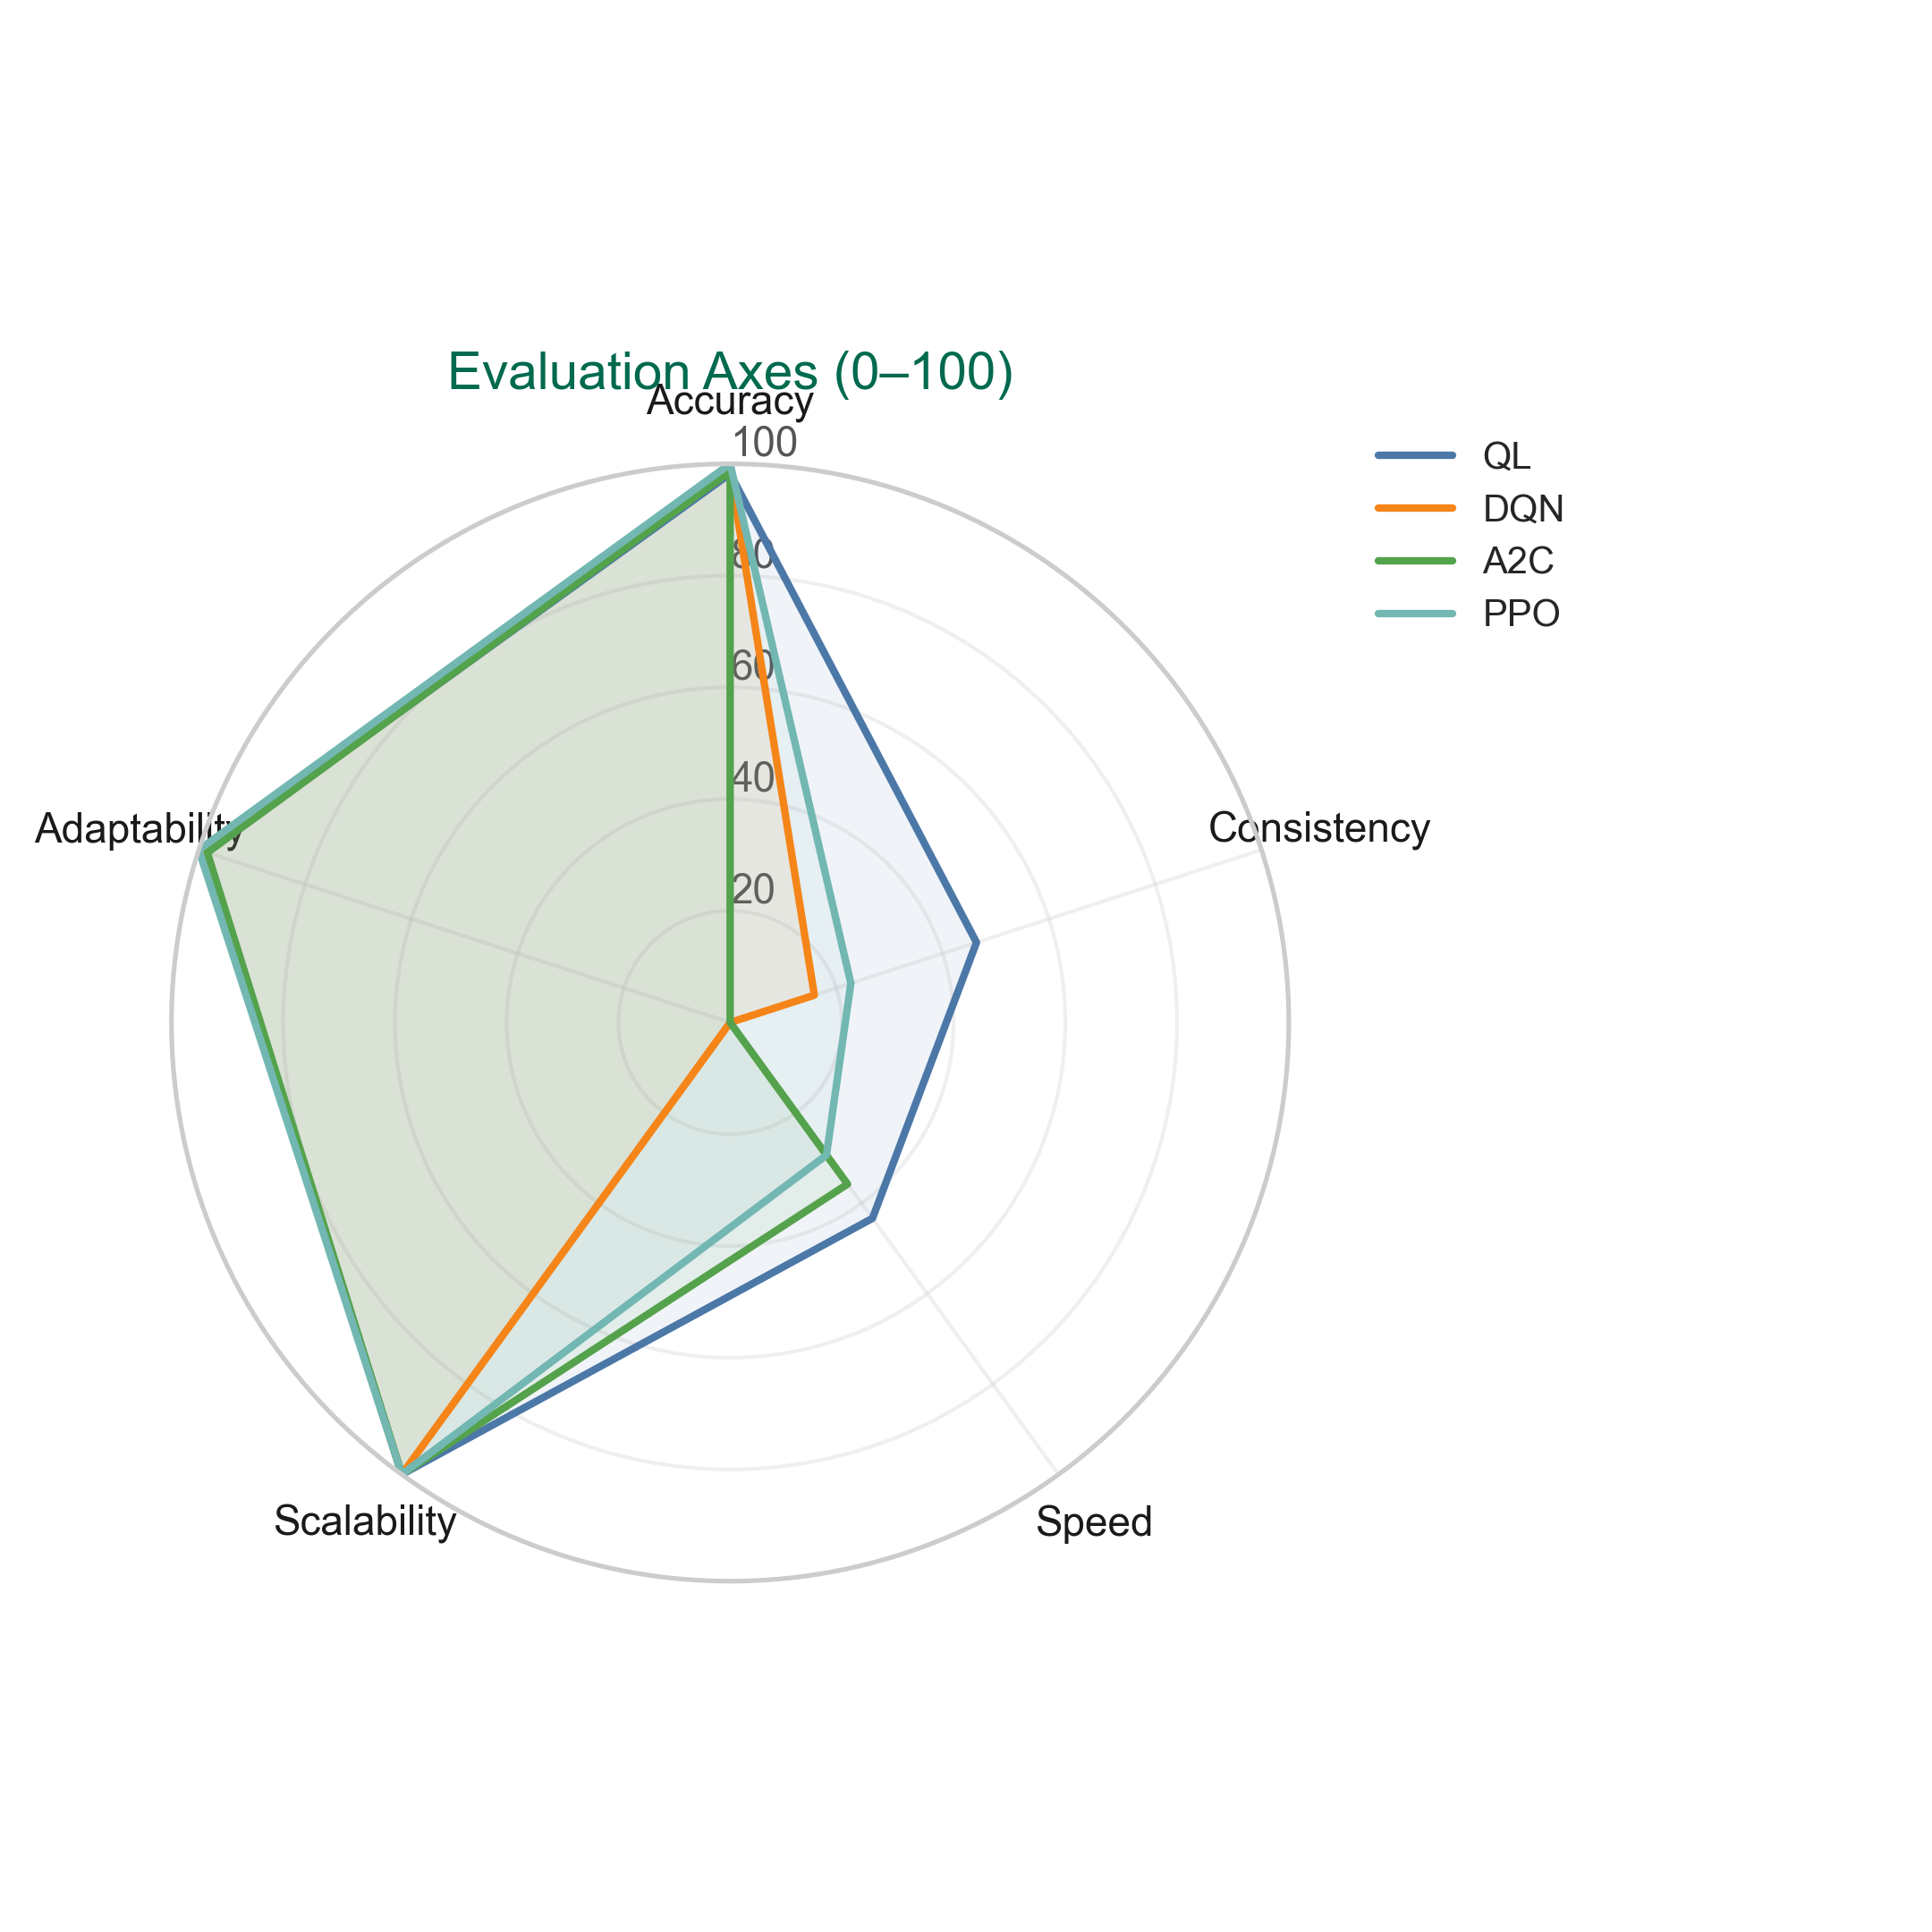 Evaluation Axes (0–100)
Accuracy
100
80
60
40
20
Adaptability
Consistency
Scalability
Speed
QL
DQN
A2C
PPO